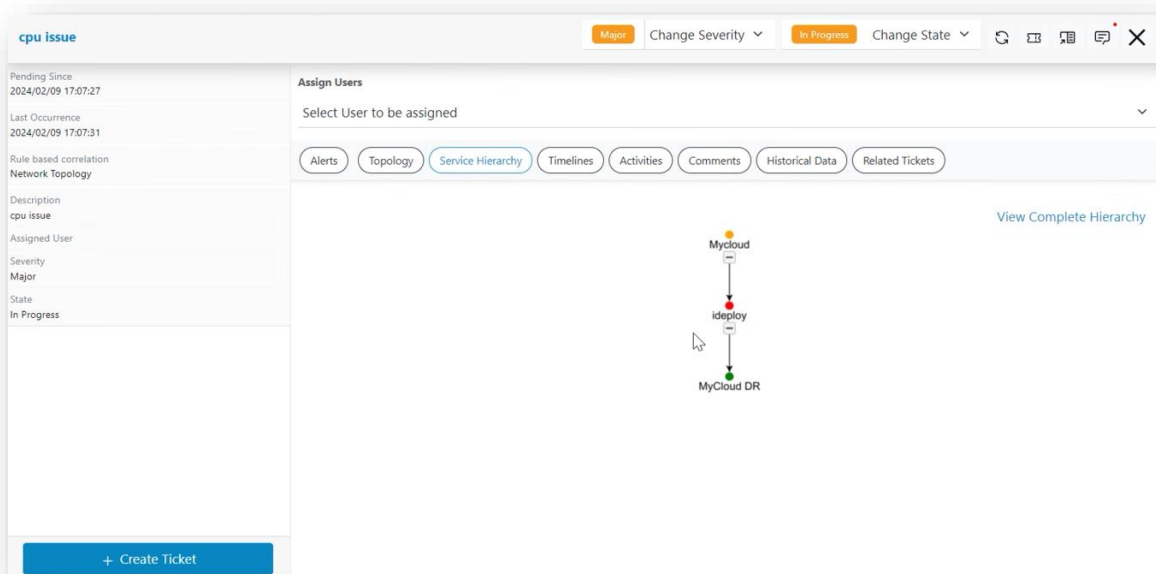 cpu issue
Major
Change Severity
In Progress
Change State
Pending Since
2024/02/09 17:07:27
Last Occurrence
2024/02/09 17:07:31
Rule based correlation
Network Topology
Description
cpu issue
Assigned User
Severity
Major
State
In Progress
+ Create Ticket
Assign Users
Select User to be assigned
Alerts
Topology
Service Hierarchy
Timelines
Activities
Comments
Historical Data
Related Tickets
View Complete Hierarchy
Mycloud
ideploy
MyCloud DR